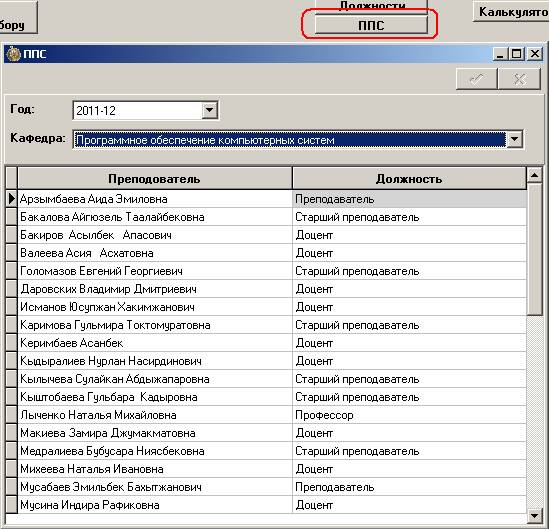 Должности
бору
ППС
Калькулято
ППС
Год: 2011-12
Кафедра: Программное обеспечение компьютерных систем
Преподователь Должность
Арзымбаева Аида Эмиловна Преподаватель
Бакалова Айгюзель Таалайбековна Старший преподаватель
Бакиров Асылбек Апасович Доцент
Валеева Асия Асхатовна Доцент
Голомазов Евгений Георгиевич Старший преподаватель
Даровских Владимир Дмитриевич Доцент
Исманов Юсупжан Хакимжанович Доцент
Каримова Гульмира Токтомуратовна Старший преподаватель
Керимбаев Асанбек Доцент
Кыдыралиев Нурлан Насирдинович Доцент
Кылычева Сулайкан Абдыжапаровна Старший преподаватель
Кыштобаева Гульбара Кадыровна Старший преподаватель
Лыченко Наталья Михайловна Профессор
Макиева Замира Джумакматовна Доцент
Медралиева Бубусара Ниясбековна Старший преподаватель
Михеева Наталья Ивановна Доцент
Мусабаев Эмильбек Бахытжанович Преподаватель
Мусина Индира Рафиковна Доцент